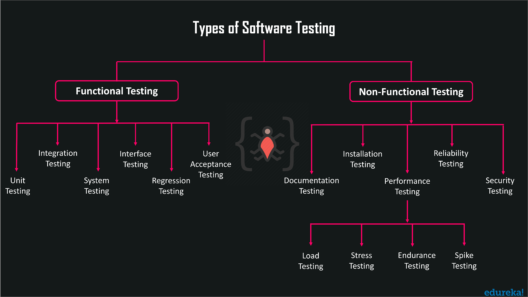 Types of Software Testing
Functional Testing
Non-Functional Testing
Unit
Testing
Integration
Testing
System
Testing
Interface
Testing
Regression
Testing
User
Acceptance
Testing
Documentation
Testing
Installation
Testing
Performance
Testing
Reliability
Testing
Security
Testing
Load
Testing
Stress
Testing
Endurance
Testing
Spike
Testing
edureka!